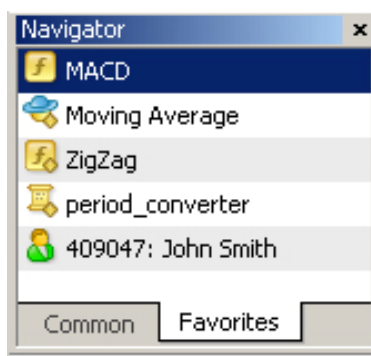 Navigator
MACD
Moving Average
ZigZag
period_converter
409047: John Smith
Common Favorites